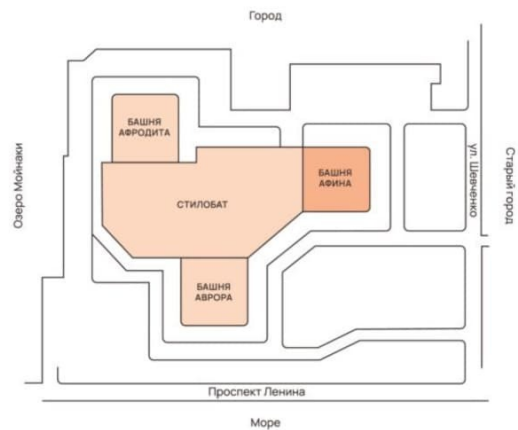 Город
БАШНЯ
АФРОДИТА
БАШНЯ
АФИНА
СТИЛОБАТ
БАШНЯ
АВРОРА
Озеро Мойнаки
ул. Шевченко
Старый город
Проспект Ленина
Море